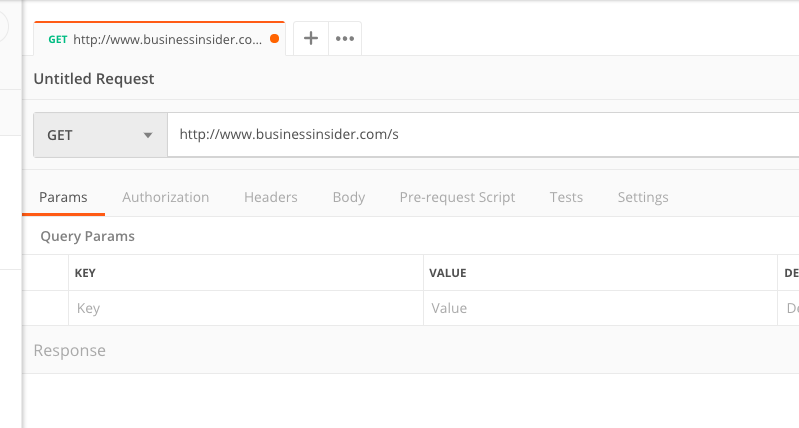 GET http://www.businessinsider.co...
Untitled Request
GET http://www.businessinsider.com/s
Params Authorization Headers Body Pre-request Script Tests Settings
Query Params
KEY VALUE DE
Key Value De
Response